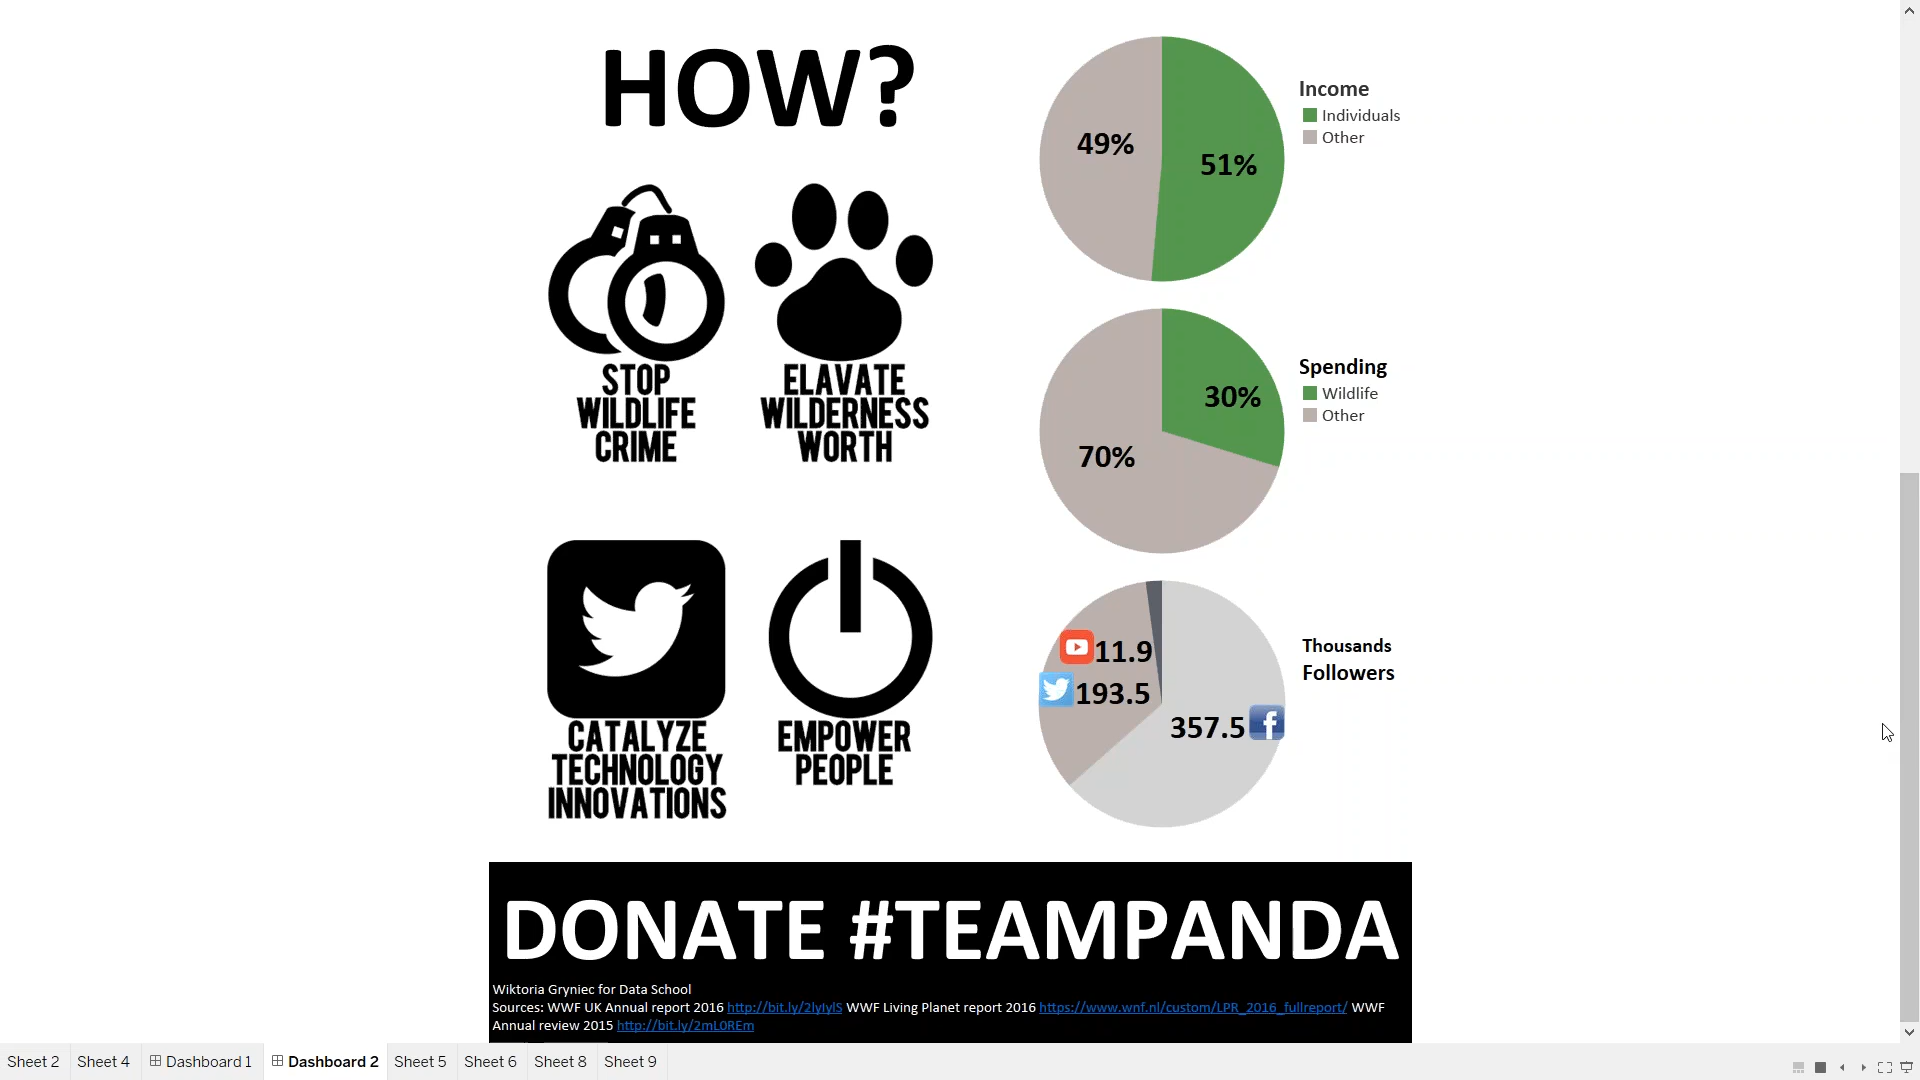 HOW?
STOP
WILDLIFE
CRIME
ELAVATE
WILDERNESS
WORTH
CATALYZE
TECHNOLOGY
INNOVATIONS
EMPOWER
PEOPLE
49%
51%
Income
Individuals
Other
30%
70%
Spending
Wildlife
Other
11.9
193.5
357.5
Thousands
Followers
DONATE #TEAMPANDA
Wiktoria Gryniec for Data School
Sources: WWF UK Annual report 2016 http://bit.ly/2lyIylS WWF Living Planet report 2016 https://www.wnf.nl/custom/LPR_2016_fullreport/ WWF
Annual review 2015 http://bit.ly/2mL0REm
Sheet 2 Sheet 4 Dashboard 1 Dashboard 2 Sheet 5 Sheet 6 Sheet 8 Sheet 9